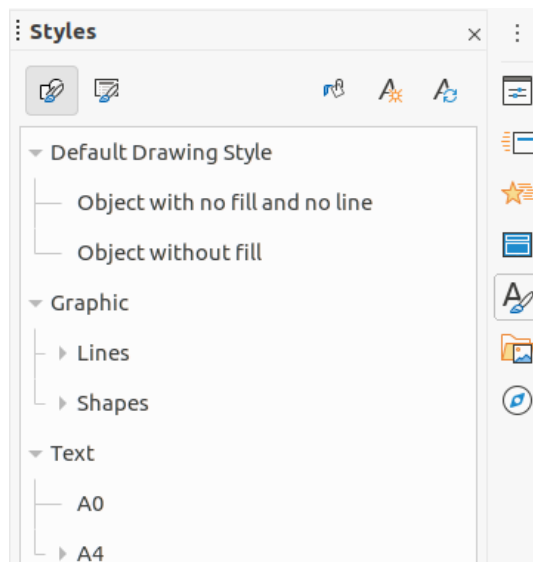 Styles
Default Drawing Style
Object with no fill and no line
Object without fill
Graphic
Lines
Shapes
Text
A0
A4